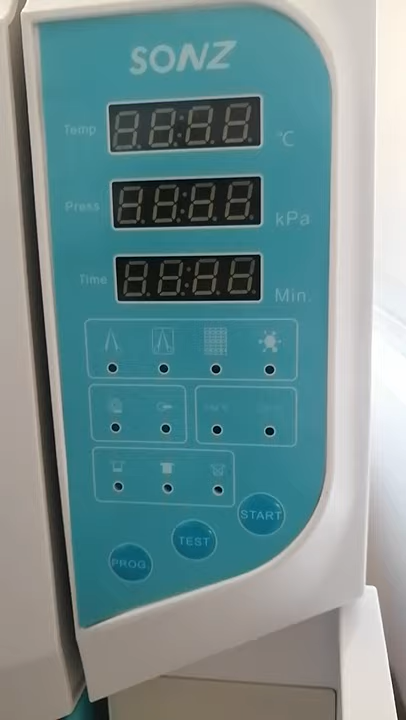 SONZ
Temp °C
Press kPa
Time Min.
START
TEST
PROG.